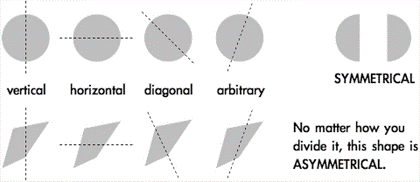 vertical horizontal diagonal arbitrary
SYMMETRICAL
No matter how you
divide it, this shape is
ASYMMETRICAL.